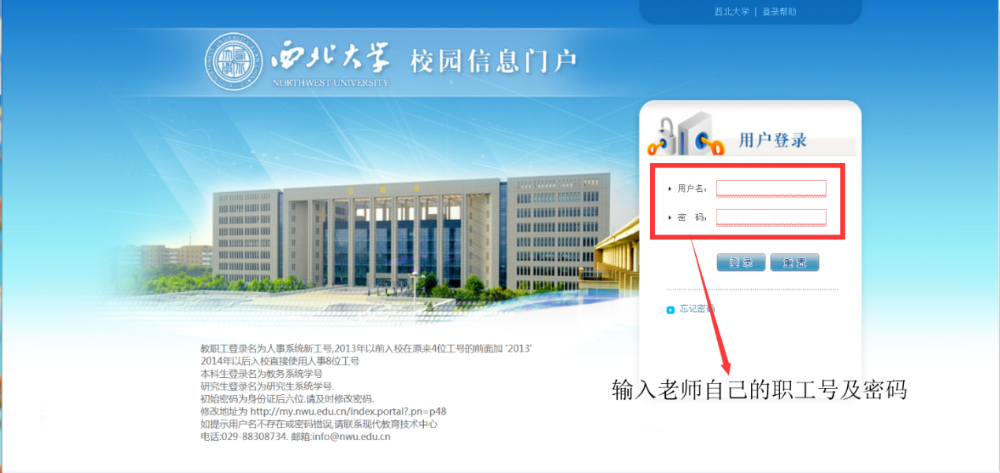 西北大学 | 登录帮助
西北大学 校园信息门户
NORTHWEST UNIVERSITY
用户登录
用户名:
密 码:
登录 重置
忘记密码
输入老师自己的职工号及密码
教职工登录名为人事系统新工号,2013年以前入校在原来4位工号的前面加 '2013'
2014年以后入校直接使用人事8位工号
本科生登录名为教务系统学号
研究生登录名为研究生系统学号.
初始密码为身份证后六位.请及时修改密码.
修改地址为 http://my.nwu.edu.cn/index.portal?.pn=p48
如提示用户名不存在或密码错误,请联系现代教育技术中心
电话:029-88308734. 邮箱:info@nwu.edu.cn